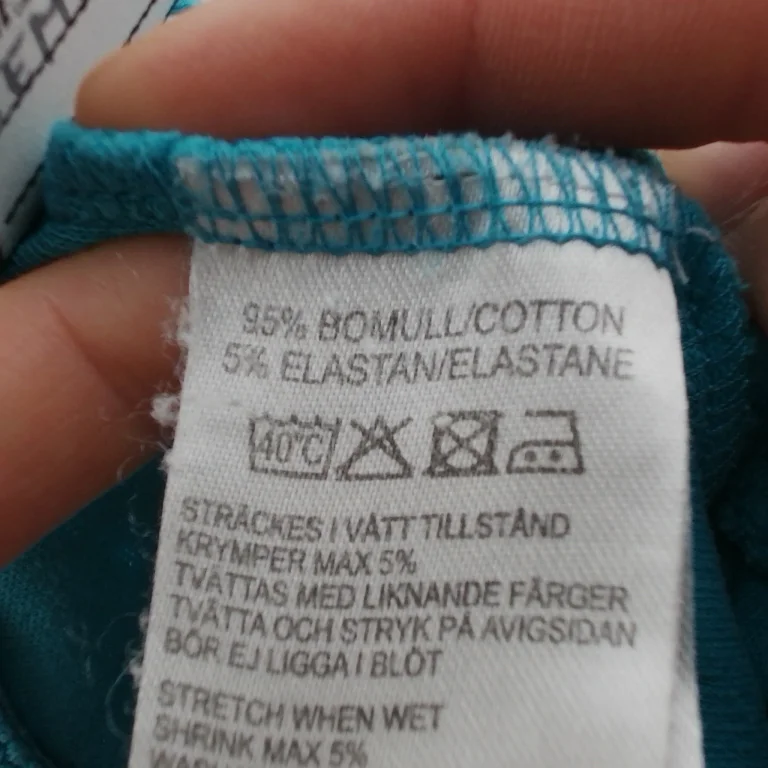 95% BOMULL/COTTON
5% ELASTAN/ELASTANE
40°C
STRÄCKES I VÅTT TILLSTÅND
KRYMPER MAX 5%
TVÄTTAS MED LIKNANDE FÄRGER
TVÄTTA OCH STRYK PÅ AVIGSIDAN
BÖR EJ LIGGA I BLÖT
STRETCH WHEN WET
SHRINK MAX 5%